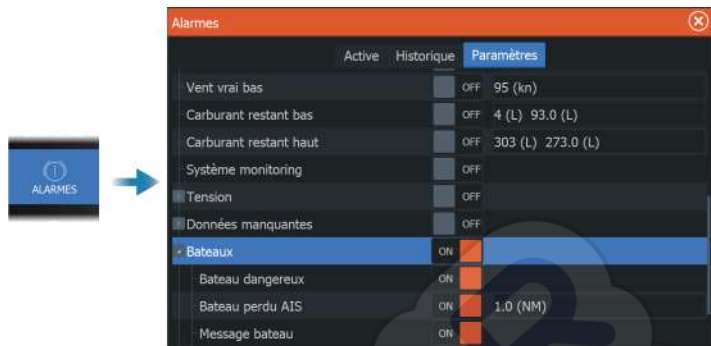 Alarmes
Active Historique Paramètres
Vent vrai bas OFF 95 (kn)
Carburant restant bas OFF 4 (L) 93.0 (L)
Carburant restant haut OFF 303 (L) 273.0 (L)
Système monitoring OFF
Tension OFF
Données manquantes OFF
Bateaux ON
Bateau dangereux ON
Bateau perdu AIS ON 1.0 (NM)
Message bateau ON
ALARMES